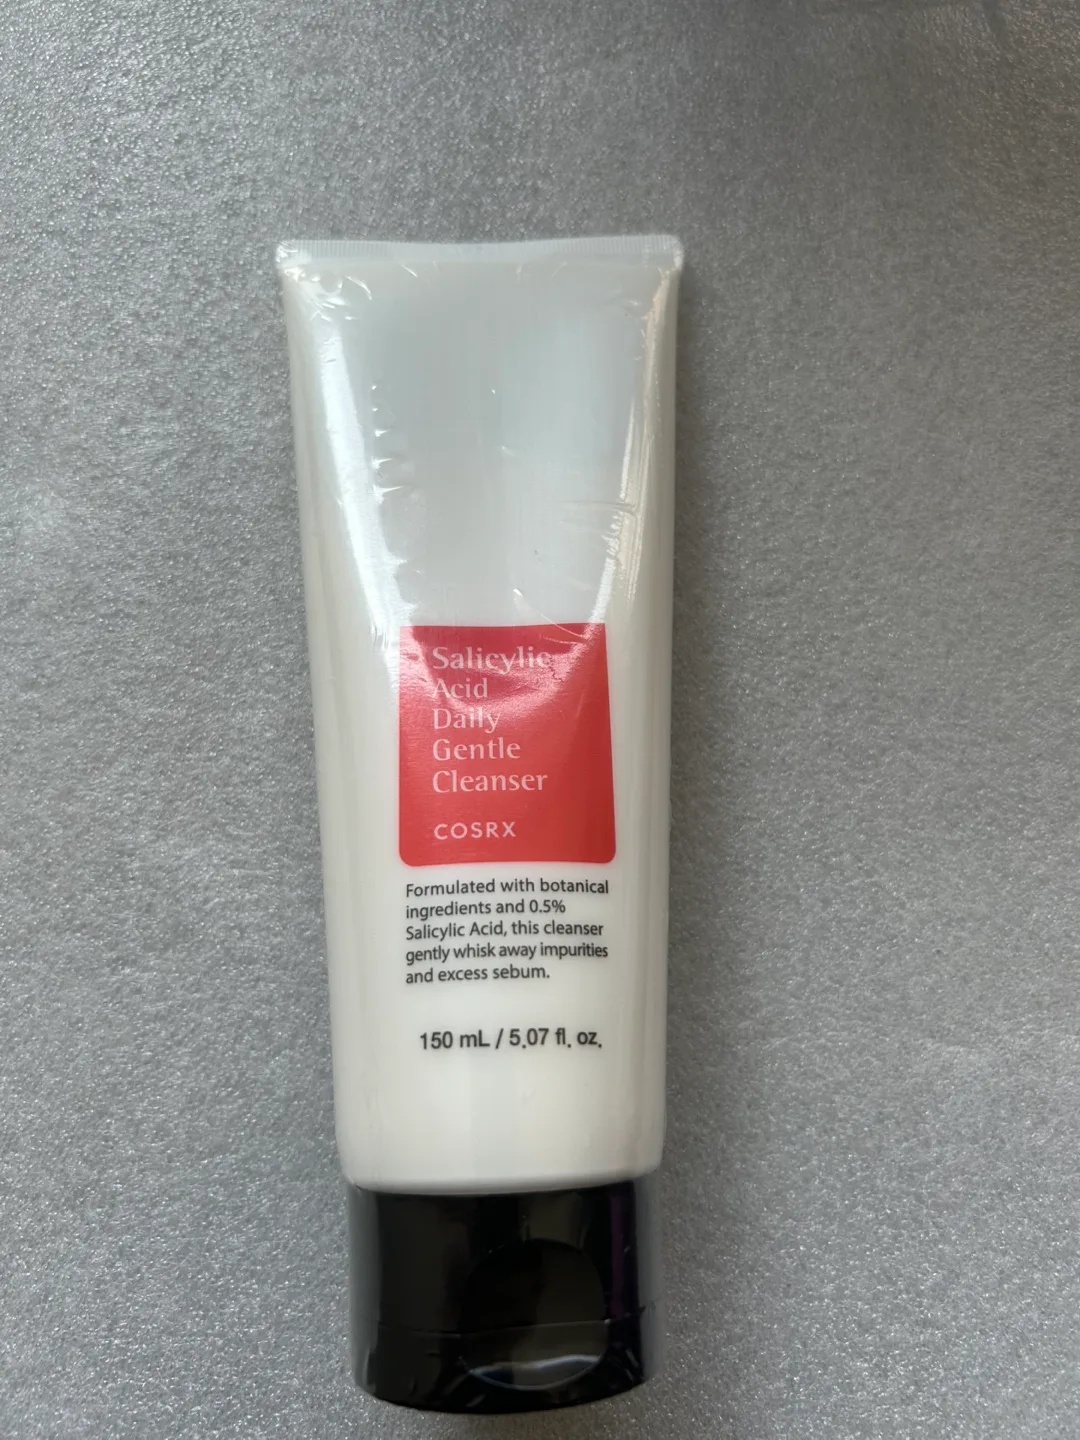 Salicylic
Acid
Daily
Gentle
Cleanser
COSRX
Formulated with botanical
ingredients and 0.5%
Salicylic Acid, this cleanser
gently whisk away impurities
and excess sebum.
150 mL / 5.07 fl. oz.